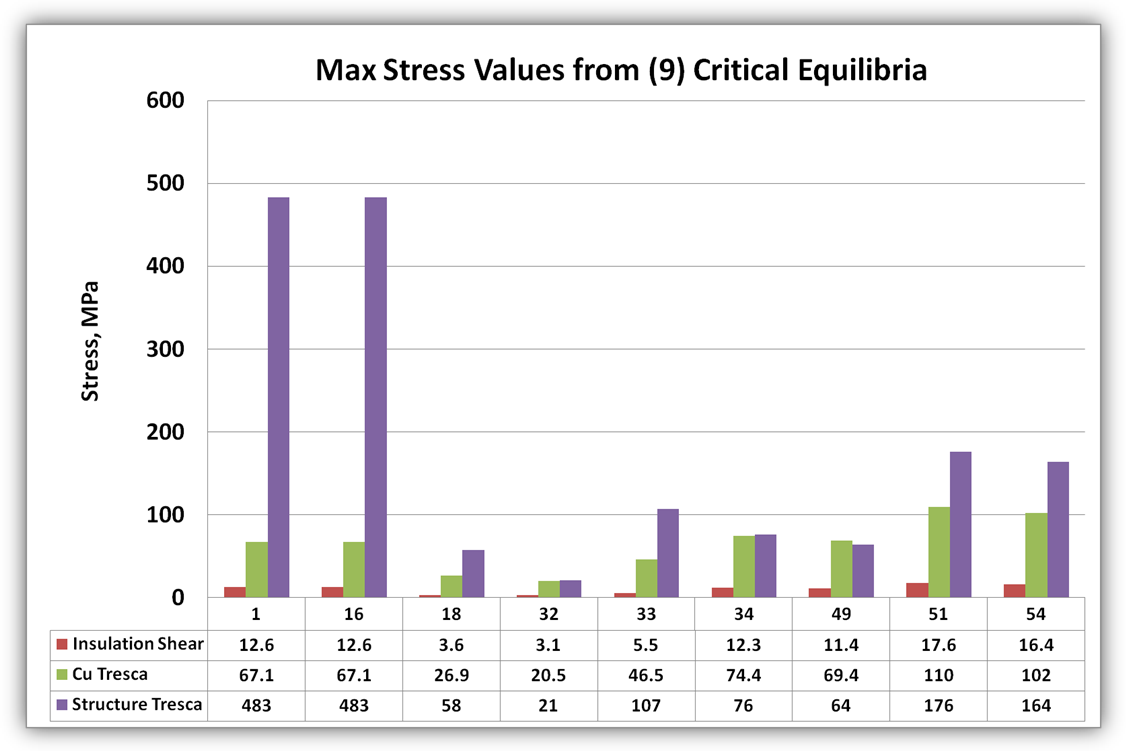 Max Stress Values from (9) Critical Equilibria
600
500
400
300
200
100
0
Stress, MPa
1 16 18 32 33 34 49 51 54
Insulation Shear 12.6 12.6 3.6 3.1 5.5 12.3 11.4 17.6 16.4
Cu Tresca 67.1 67.1 26.9 20.5 46.5 74.4 69.4 110 102
Structure Tresca 483 483 58 21 107 76 64 176 164